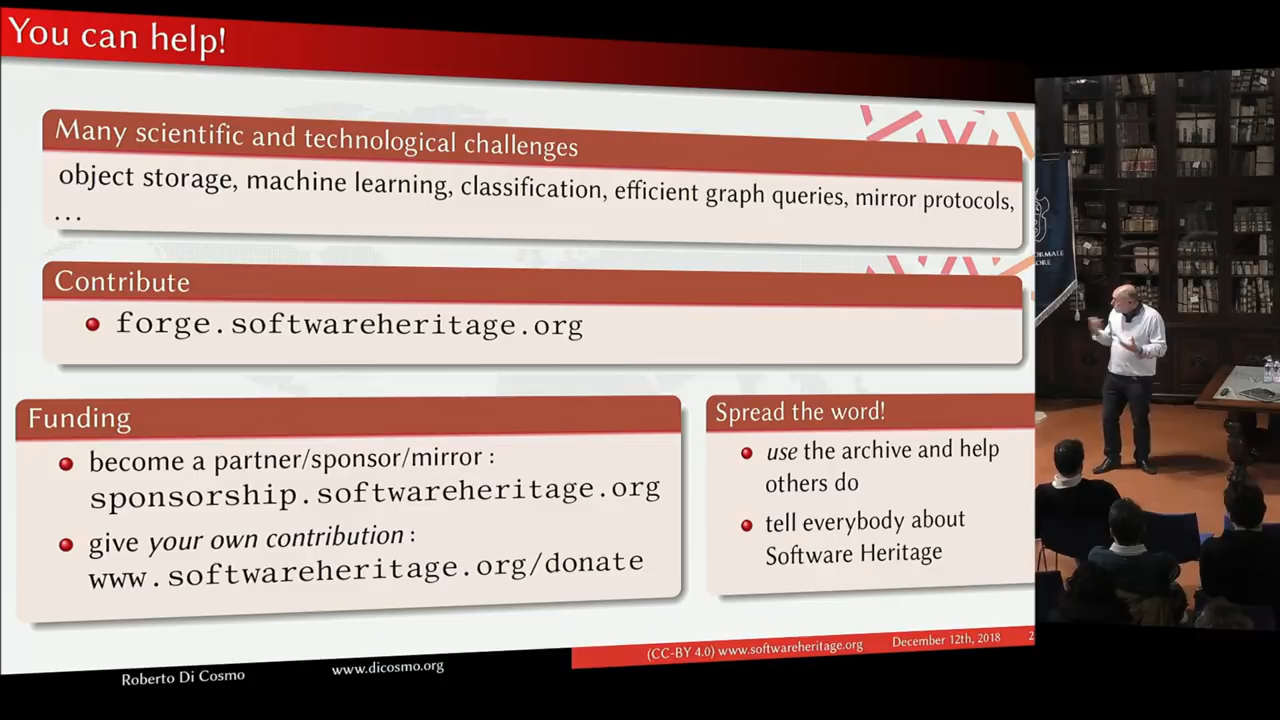 You can help!
Many scientific and technological challenges
object storage, machine learning, classification, efficient graph queries, mirror protocols,
...
Contribute
forge.softwareheritage.org
Funding
become a partner/sponsor/mirror :
sponsorship.softwareheritage.org
give your own contribution :
www.softwareheritage.org/donate
Spread the word!
use the archive and help
others do
tell everybody about
Software Heritage
Roberto Di Cosmo
www.dicosmo.org
(CC-BY 4.0) www.softwareheritage.org
December 12th, 2018
2
ORMATE
ORE